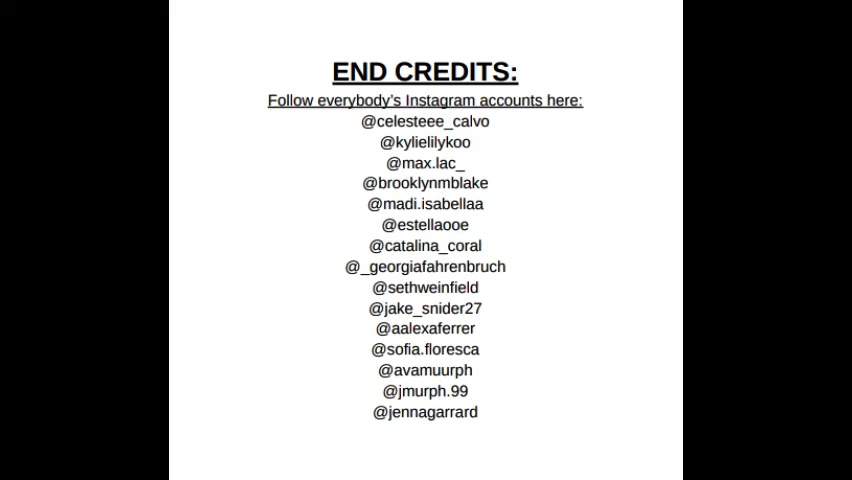 END CREDITS:
Follow everybody's Instagram accounts here:
@celesteee_calvo
@kylielilykoo
@max.lac_
@brooklynmblake
@madi.isabellaa
@estellaooe
@catalina_coral
@_georgiafahrenbruch
@sethweinfield
@jake_snider27
@aalexaferrer
@sofia.floresca
@avamuurph
@jmurph.99
@jennagarrard